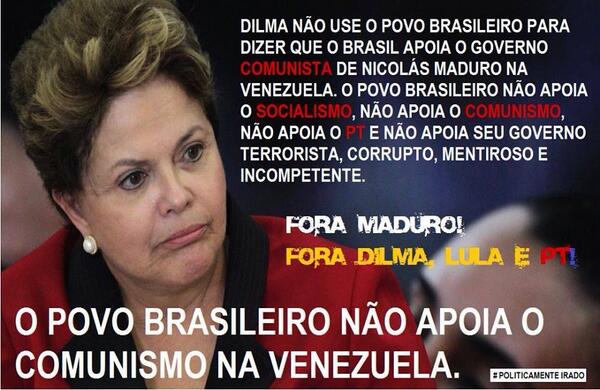 DILMA NÃO USE O POVO BRASILEIRO PARA
DIZER QUE O BRASIL APOIA O GOVERNO
COMUNISTA DE NICOLÁS MADURO NA
VENEZUELA. O POVO BRASILEIRO NÃO APOIA
O SOCIALISMO, NÃO APOIA O COMUNISMO,
NÃO APOIA O PT E NÃO APOIA SEU GOVERNO
TERRORISTA, CORRUPTO, MENTIROSO E
INCOMPETENTE.
FORA MADURO!
FORA DILMA, LULA E PT!
O POVO BRASILEIRO NÃO APOIA O
COMUNISMO NA VENEZUELA.
#POLITICAMENTE IRADO